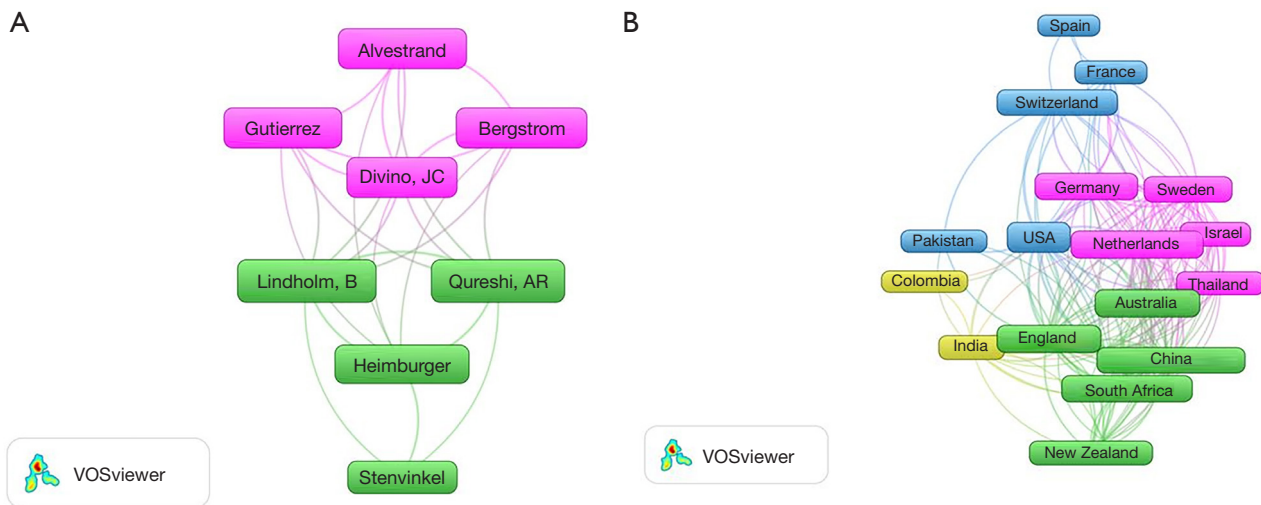 A
Alvestrand
Gutierrez
Bergstrom
Divino, JC
Lindholm, B
Qureshi, AR
Heimburger
Stenvinkel
VOSviewer
B
Spain
France
Switzerland
Germany
Sweden
Pakistan
USA
Netherlands
Israel
Colombia
Thailand
Australia
India
England
China
South Africa
New Zealand
VOSviewer